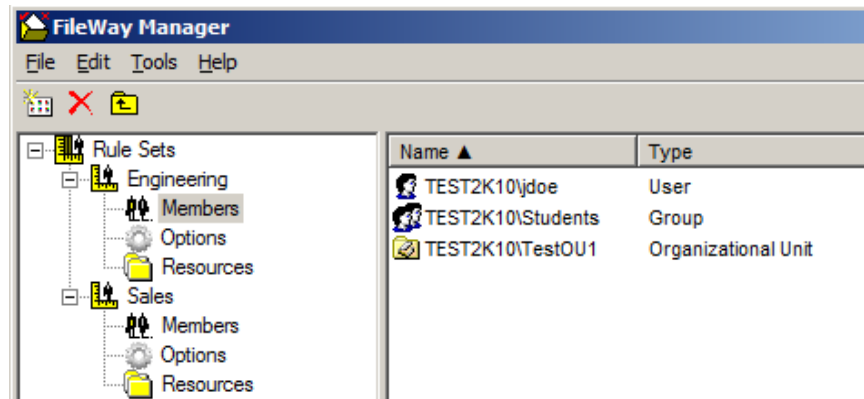 FileWay Manager
File Edit Tools Help
Rule Sets
Engineering
Members
Options
Resources
Sales
Members
Options
Resources
Name ▲ Type
TEST2K10\jdoe User
TEST2K10\Students Group
TEST2K10\TestOU1 Organizational Unit